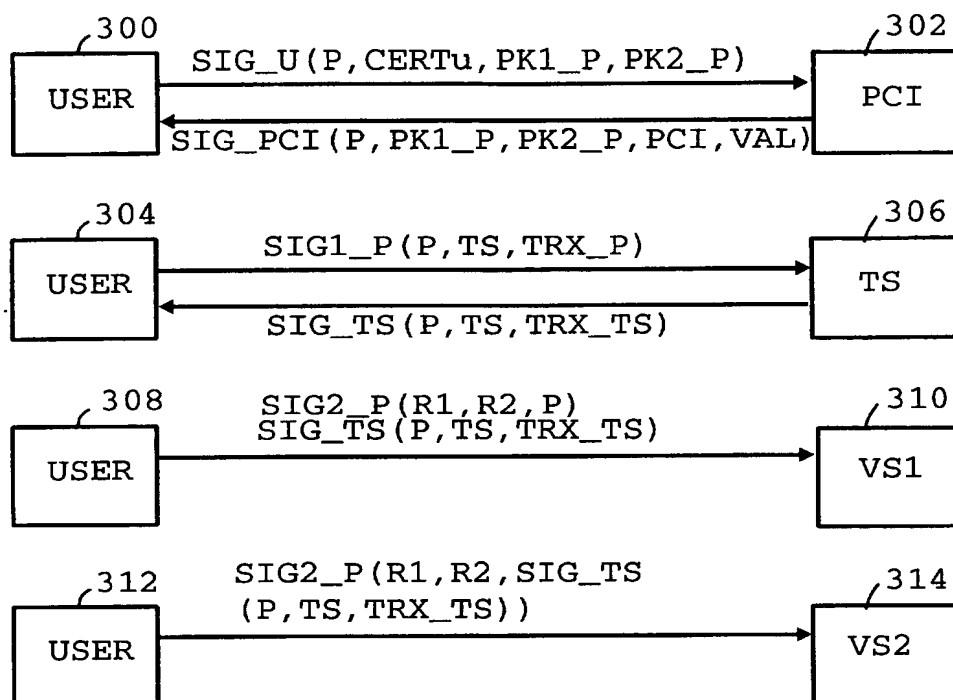 300
302
USER
SIG_U(P,CERTu,PK1_P,PK2_P)
PCI
SIG_PCI(P,PK1_P,PK2_P,PCI,VAL)
304
306
USER
SIG1_P(P,TS,TRX_P)
TS
SIG_TS(P,TS,TRX_TS)
308
310
USER
SIG2_P(R1,R2,P)
SIG_TS(P,TS,TRX_TS)
VS1
312
314
USER
SIG2_P(R1,R2,SIG_TS
(P,TS,TRX_TS))
VS2